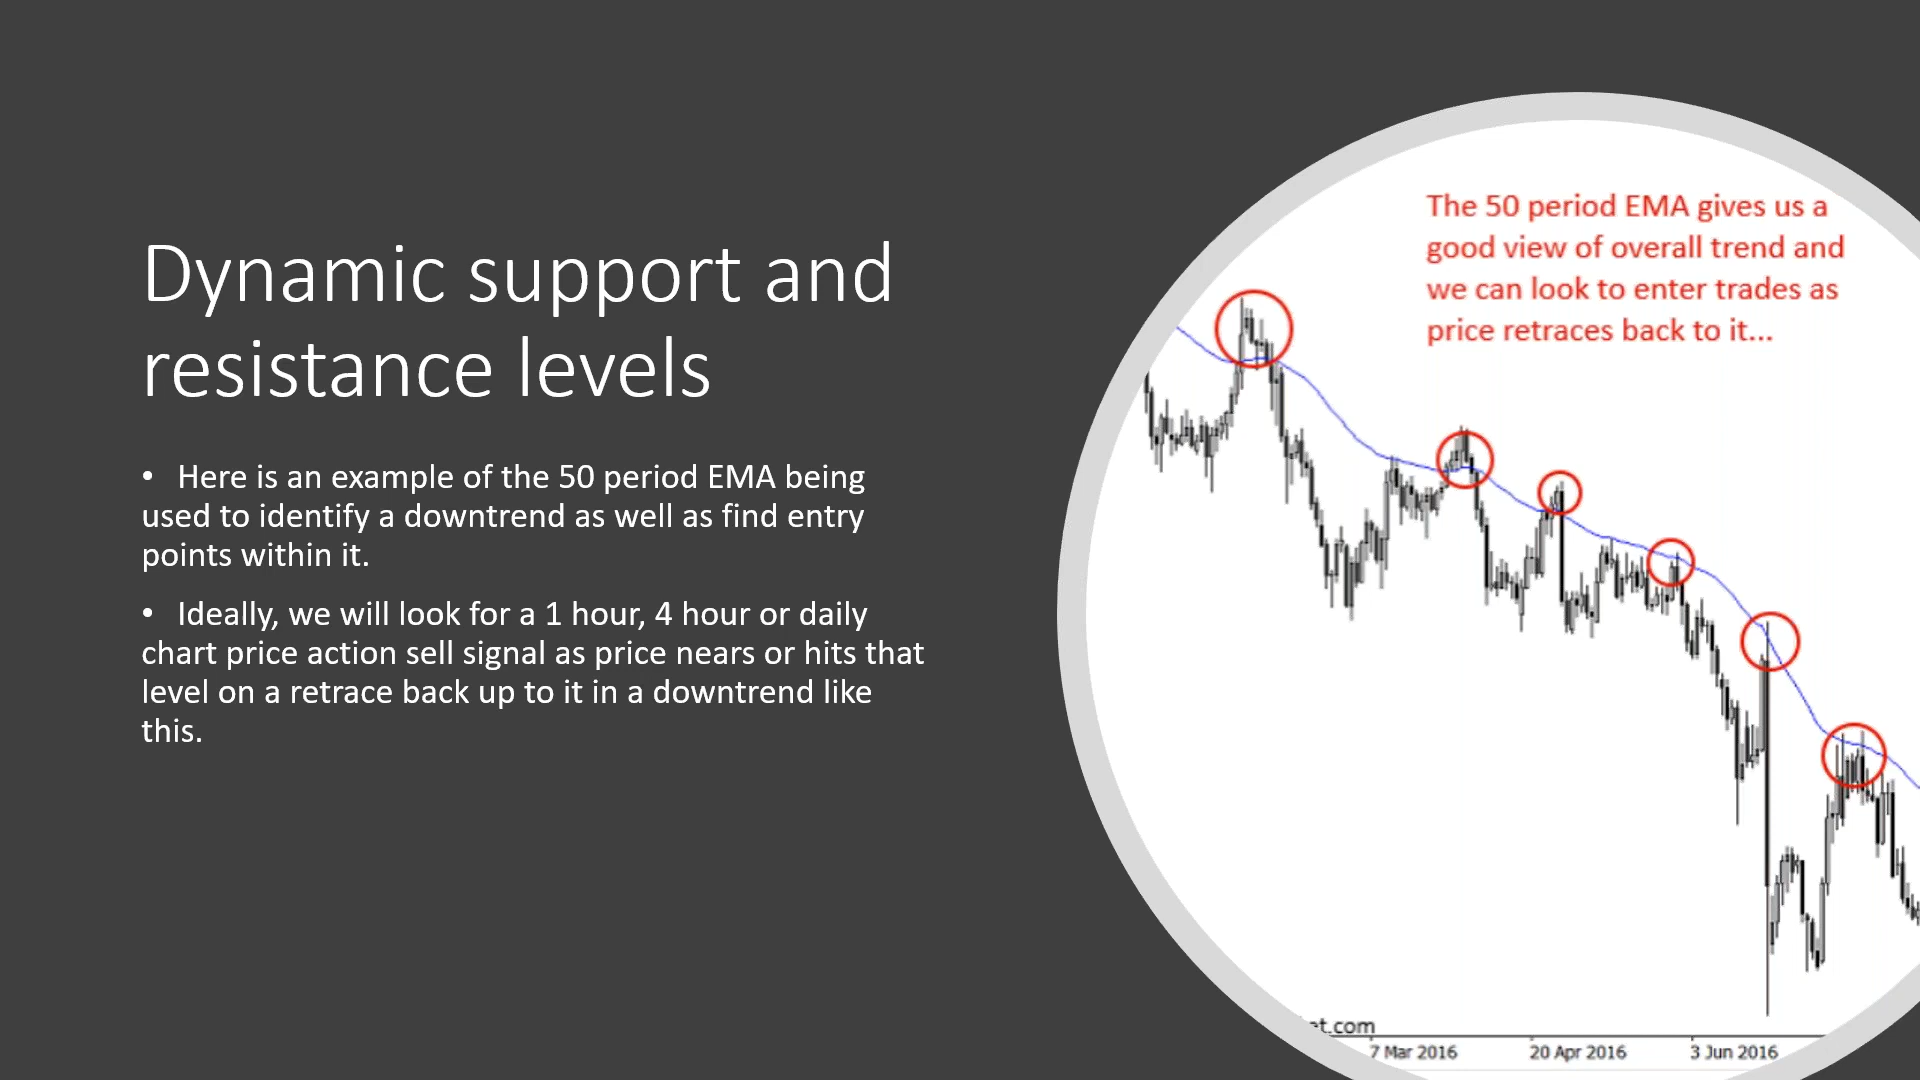 Dynamic support and
resistance levels
• Here is an example of the 50 period EMA being
used to identify a downtrend as well as find entry
points within it.
• Ideally, we will look for a 1 hour, 4 hour or daily
chart price action sell signal as price nears or hits that
level on a retrace back up to it in a downtrend like
this.
The 50 period EMA gives us a
good view of overall trend and
we can look to enter trades as
price retraces back to it...
et.com
7 Mar 2016 20 Apr 2016 3 Jun 2016